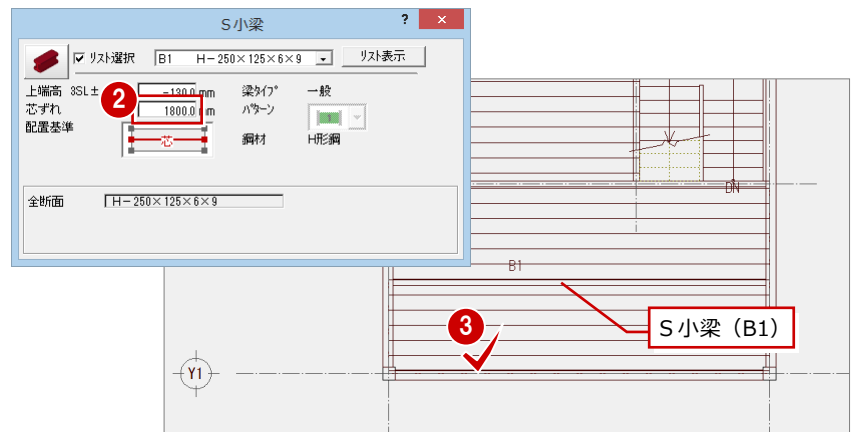 S小梁
? ×
リスト選択 B1 H-250×125×6×9 リスト表示
上端高 3SL± -130.0 mm 梁タイプ 一般
芯ずれ 1800.0 mm パターン 1
配置基準 芯 鋼材 H形鋼
2
全断面 H-250×125×6×9
DN
B1
S小梁（B1）
3
Y1